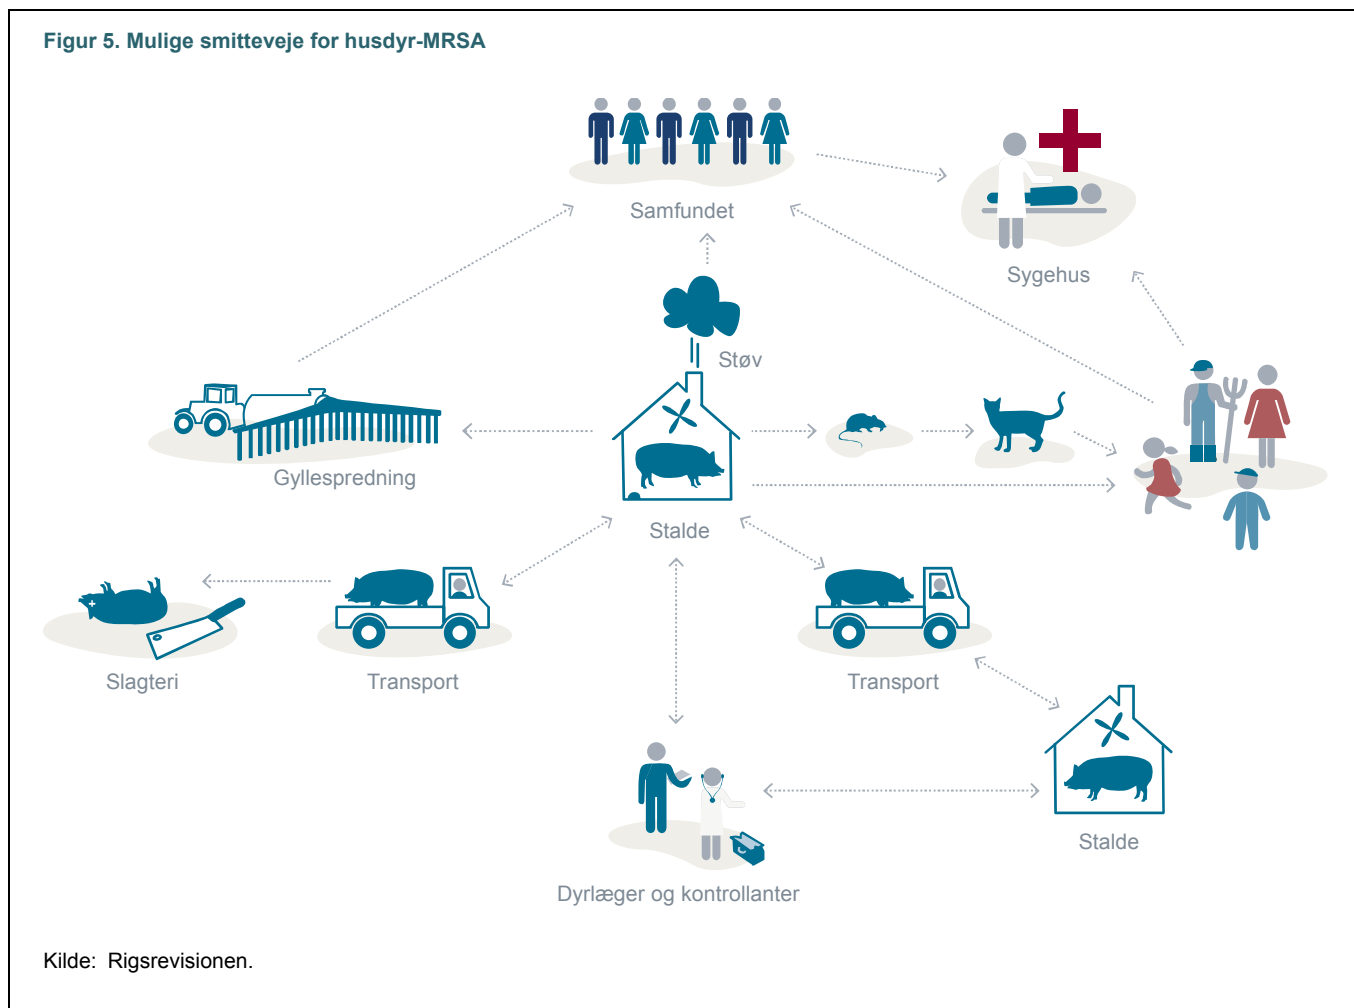 Figur 5. Mulige smitteveje for husdyr-MRSA
Samfundet
Sygehus
Støv
Gyllespredning
Stalde
Slagteri
Transport
Transport
Stalde
Dyrlæger og kontrollanter
Kilde: Rigsrevisionen.